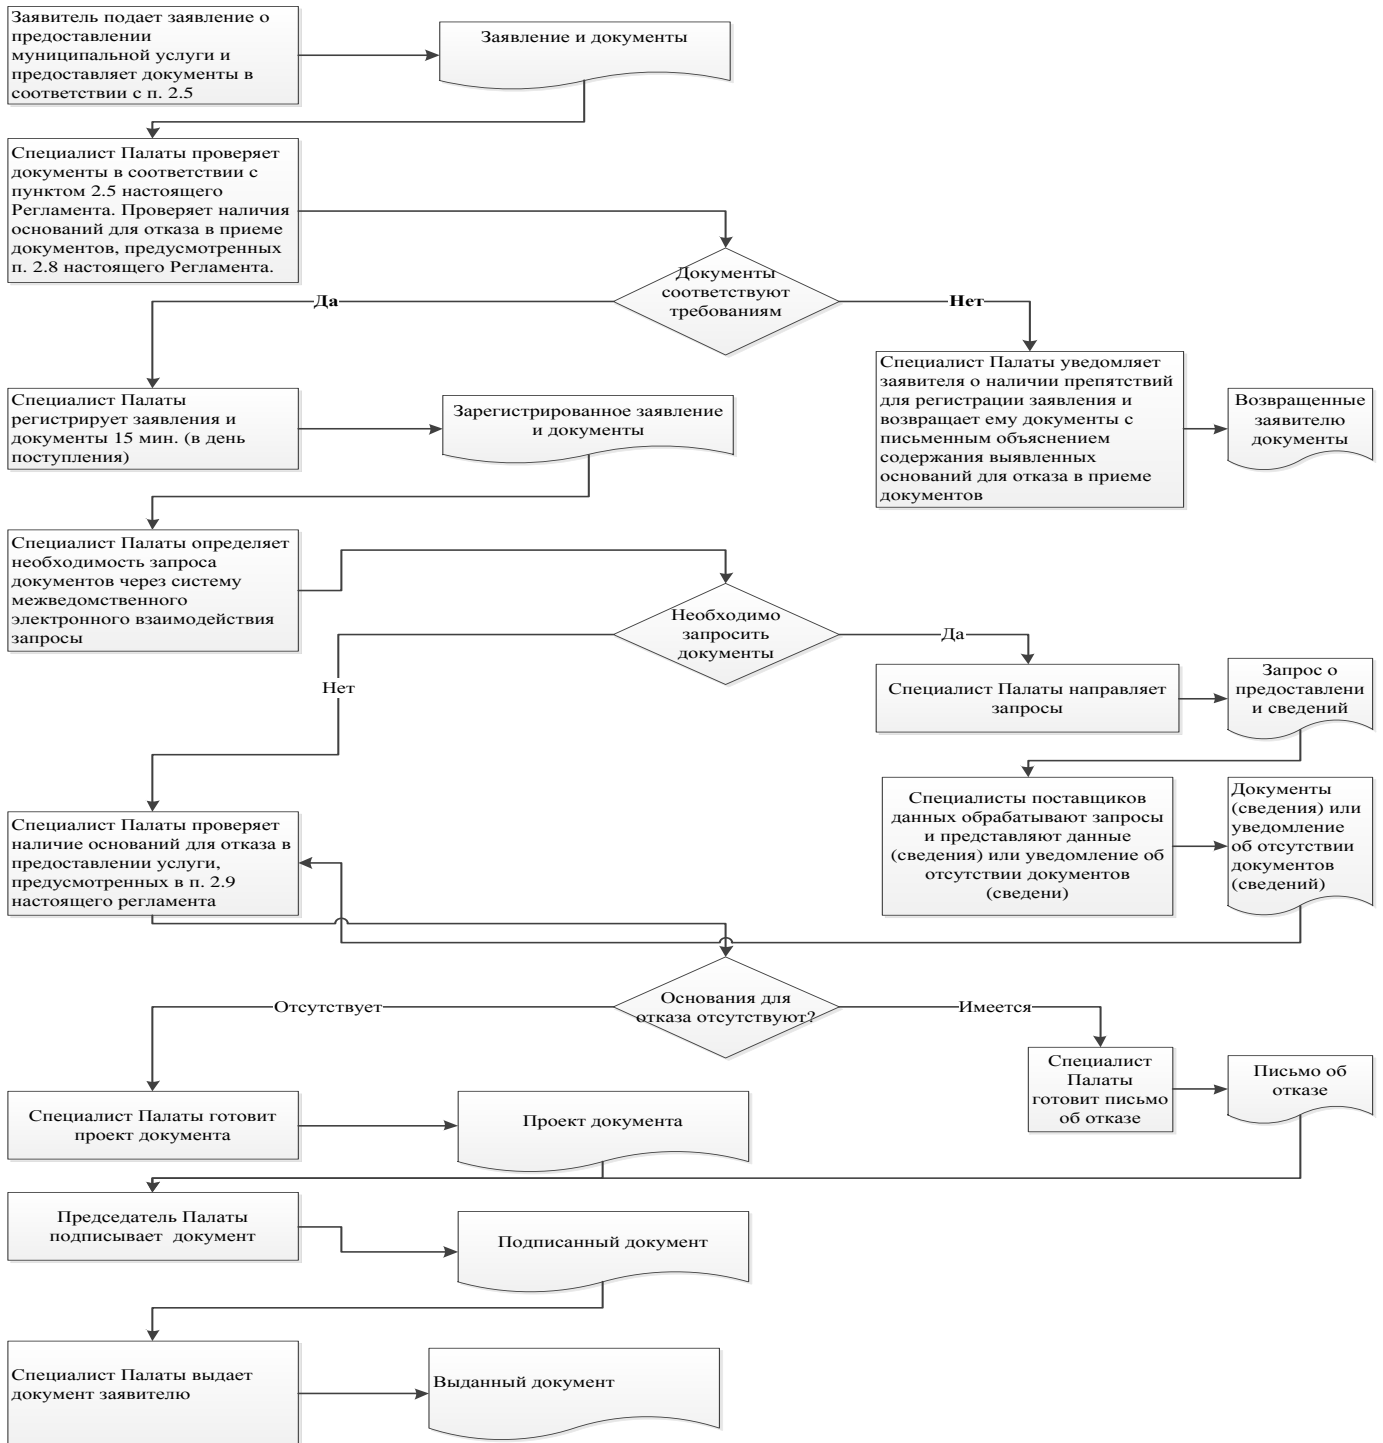 Заявитель подает заявление о
предоставлении
муниципальной услуги и
предоставляет документы в
соответствии с п. 2.5
Заявление и документы
Специалист Палаты проверяет
документы в соответствии с
пунктом 2.5 настоящего
Регламента. Проверяет наличия
оснований для отказа в приеме
документов, предусмотренных
п. 2.8 настоящего Регламента.
Документы
соответствуют
требованиям
Да
Нет
Специалист Палаты
регистрирует заявления и
документы 15 мин. (в день
поступления)
Зарегистрированное заявление
и документы
Специалист Палаты уведомляет
заявителя о наличии препятствий
для регистрации заявления и
возвращает ему документы с
письменным объяснением
содержания выявленных
оснований для отказа в приеме
документов
Возвращенные
заявителю
документы
Специалист Палаты определяет
необходимость запроса
документов через систему
межведомственного
электронного взаимодействия
запросы
Необходимо
запросить
документы
Да
Нет
Специалист Палаты направляет
запросы
Запрос о
предоставлени
и сведений
Специалисты поставщиков
данных обрабатывают запросы
и представляют данные
(сведения) или уведомление об
отсутствии документов
(сведени)
Документы
(сведения) или
уведомление
об отсутствии
документов
(сведений)
Специалист Палаты проверяет
наличие оснований для отказа в
предоставлении услуги,
предусмотренных в п. 2.9
настоящего регламента
Основания для
отказа отсутствуют?
Отсутствует
Имеется
Специалист
Палаты
готовит письмо
об отказе
Письмо об
отказе
Специалист Палаты готовит
проект документа
Проект документа
Председатель Палаты
подписывает документ
Подписанный документ
Специалист Палаты выдает
документ заявителю
Выданный документ